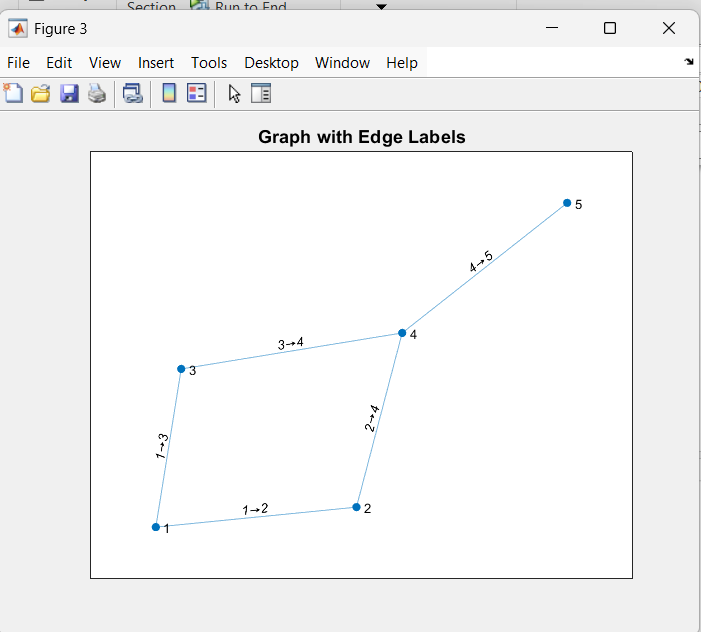 Section Run to End
Figure 3
File Edit View Insert Tools Desktop Window Help
Graph with Edge Labels
5
4→5
4
3→4
3
2→4
1→3
1→2
2
1